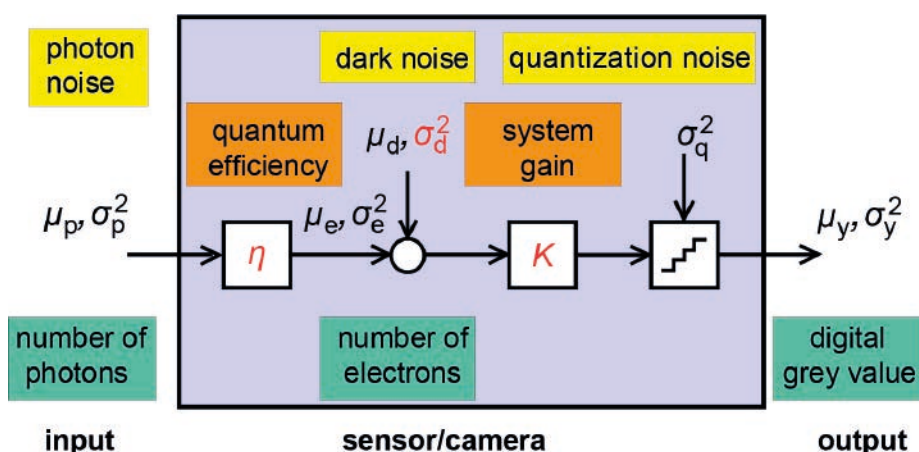 photon
noise
dark noise
quantization noise
quantum
efficiency
μd, σd²
system
gain
σq²
μp, σp²
η
μe, σe²
K
μy, σy²
number of
photons
number of
electrons
digital
grey value
input
sensor/camera
output